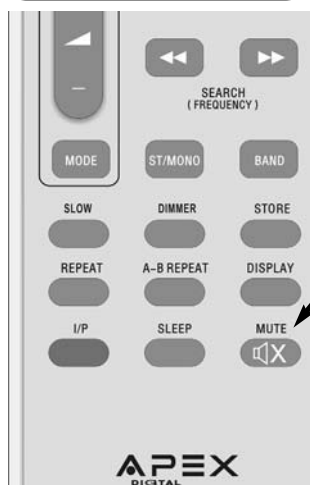 –
SEARCH
( FREQUENCY )
MODE ST/MONO BAND
SLOW DIMMER STORE
REPEAT A-B REPEAT DISPLAY
I/P SLEEP MUTE
X
APEX
DIGITAL